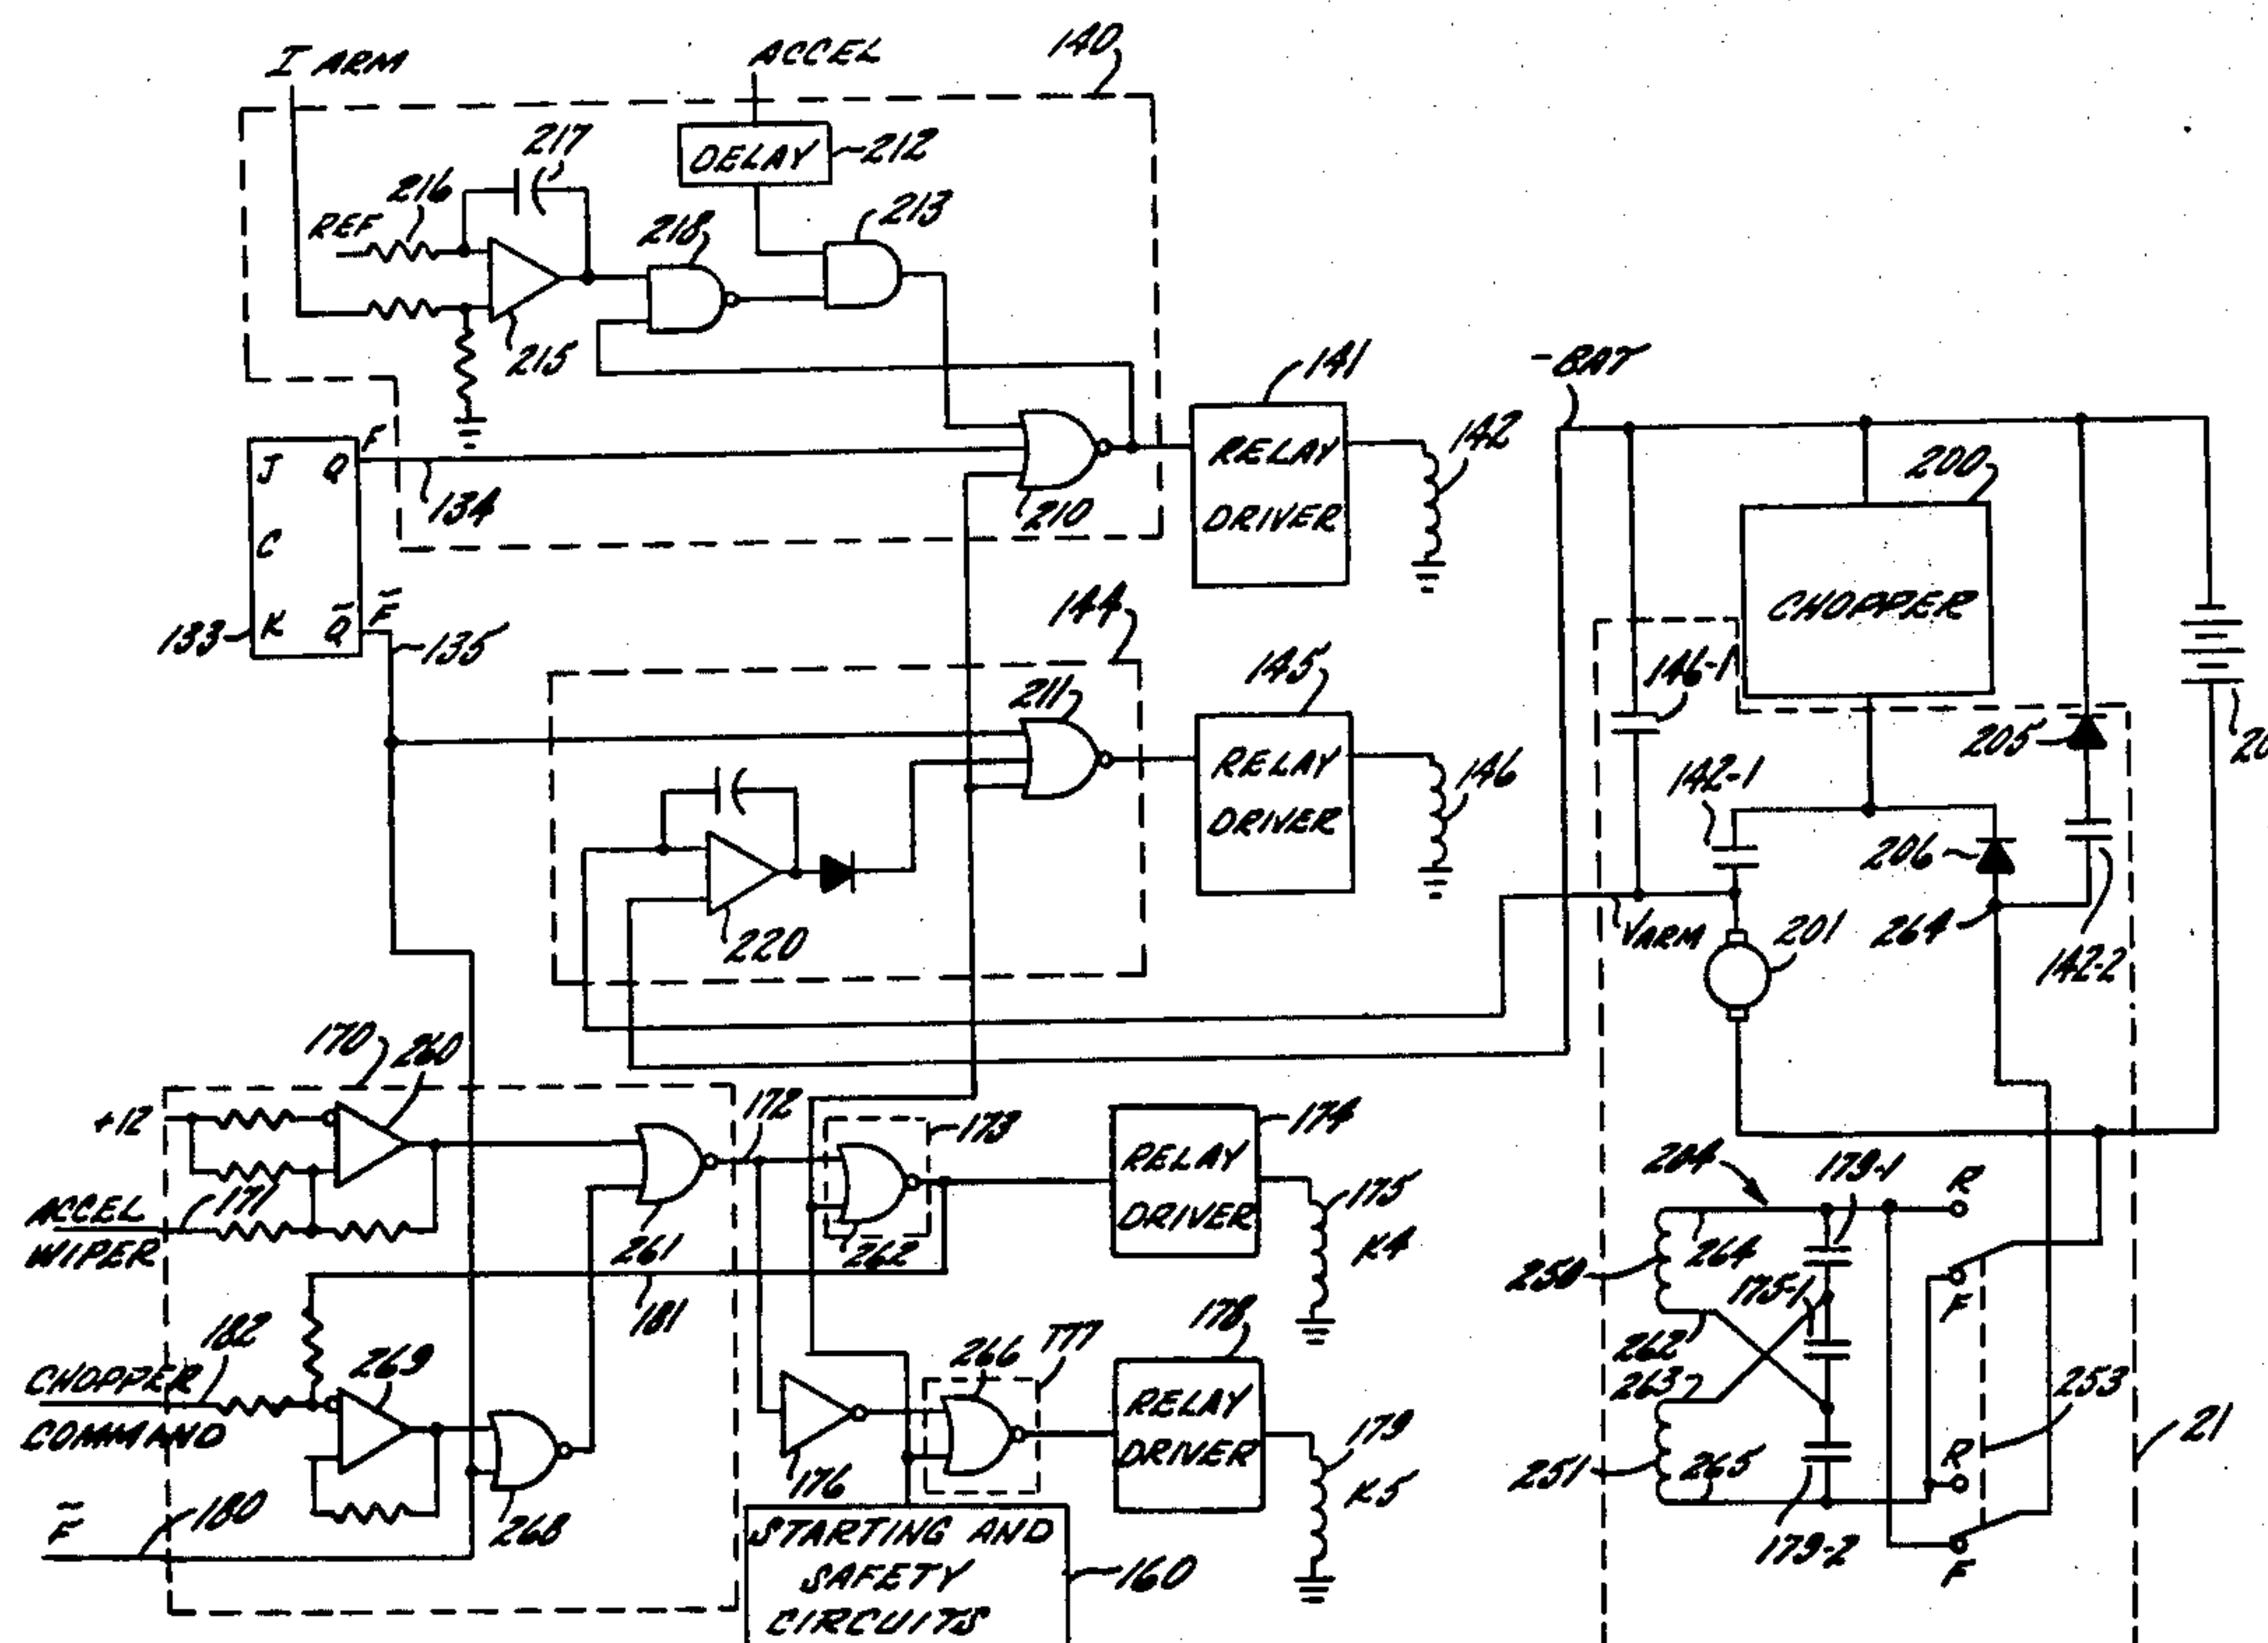 I ARM
ACCEL
140
217
DELAY
212
216
213
REF
218
215
141
-BAT
F
J Q
RELAY
DRIVER
142
200
134
210
C
CHOPPER
133
K Q̅
F̅
135
144
211
145
146-1
RELAY
DRIVER
146
205
142-1
206
220
VARM
201
264
142-2
170
260
+12
172
173
174
RELAY
DRIVER
204
179-1
R
ACCEL
WIPER
171
261
262
175
K4
250
264
175-1
F
181
178
262
182
269
266
177
263
253
CHOPPER
COMMAND
RELAY
DRIVER
179
R
21
176
251
265
K5
F̅
180
268
STARTING AND
SAFETY
CIRCUITS
160
179-2
F